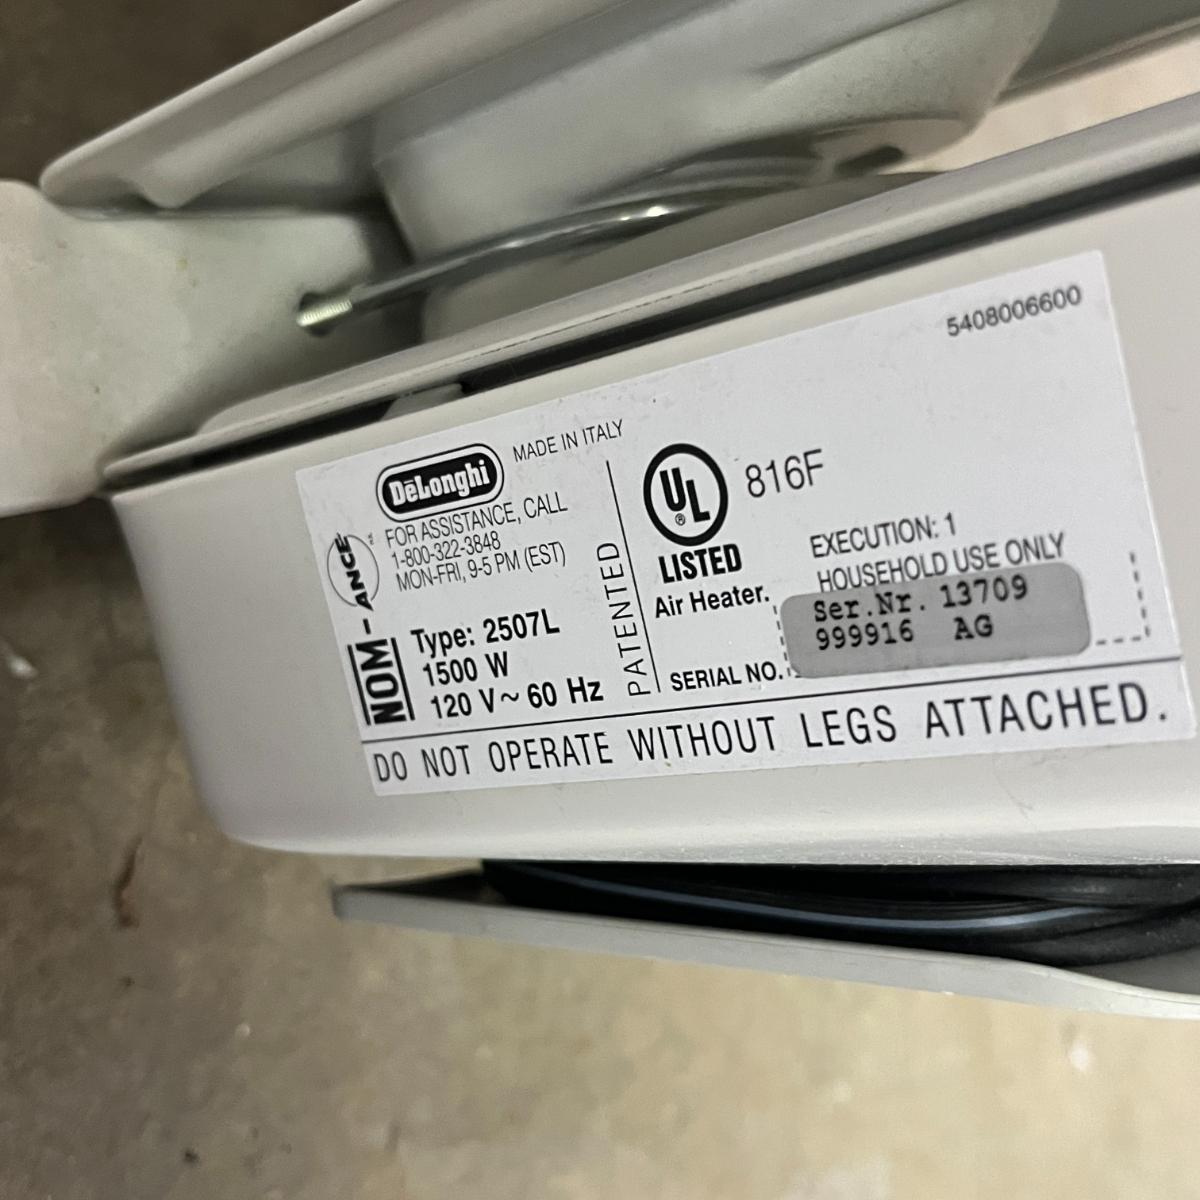 5408006600
DeLonghi
MADE IN ITALY
FOR ASSISTANCE, CALL
1-800-322-3848
MON-FRI, 9-5 PM (EST)
NOM-ANCE
Type: 2507L
1500 W
120 V~ 60 Hz
PATENTED
UL
®
LISTED
816F
Air Heater.
EXECUTION: 1
HOUSEHOLD USE ONLY
SERIAL NO.
Ser.Nr. 13709
999916 AG
DO NOT OPERATE WITHOUT LEGS ATTACHED.